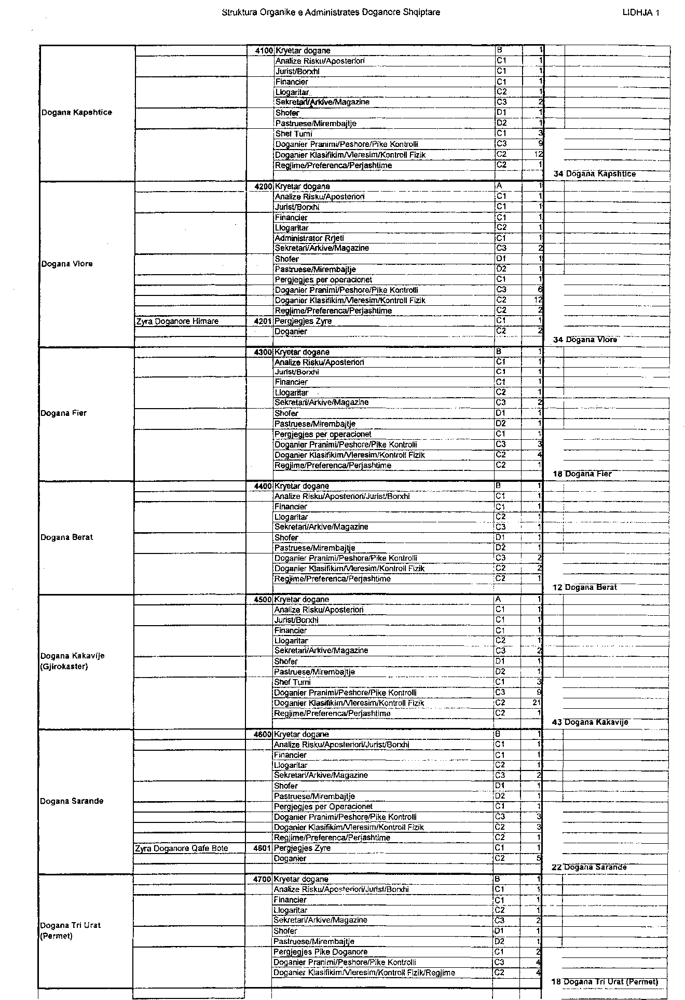 Struktura Organike e Administrates Doganore Shqiptare LIDHJA 1
4100 Kryetar dogane B 1
Analize Risku/Aposteriori C1 1
Jurist/Borxhi C1 1
Financier C1 1
Llogaritar C2 1
Sekretari/Arkive/Magazine C3 2
Dogana Kapshtice Shofer D1 1
Pastruese/Mirembajtje D2 1
Shef Turni C1 3
Doganier Pranimi/Peshore/Pike Kontrolli C3 9
Doganier Klasifikim/Vleresim/Kontroll Fizik C2 12
Regjime/Preferenca/Perjashtime C2 1
34 Dogana Kapshtice
4200 Kryetar dogane A 1
Analize Risku/Aposteriori C1 1
Jurist/Borxhi C1 1
Financier C1 1
Llogaritar C2 1
Administrator Rrjeti C1 1
Sekretari/Arkive/Magazine C3 2
Dogana Vlore Shofer D1 1
Pastruese/Mirembajtje D2 1
Pergjegjes per operacionet C1 1
Doganier Pranimi/Peshore/Pike Kontrolli C3 6
Doganier Klasifikim/Vleresim/Kontroll Fizik C2 12
Regjime/Preferenca/Perjashtime C2 2
Zyra Doganore Himare 4201 Pergjegjes Zyre C1 1
Doganier C2 2
34 Dogana Vlore
4300 Kryetar dogane B 1
Analize Risku/Aposteriori C1 1
Jurist/Borxhi C1 1
Financier C1 1
Llogaritar C2 1
Sekretari/Arkive/Magazine C3 2
Dogana Fier Shofer D1 1
Pastruese/Mirembajtje D2 1
Pergjegjes per operacionet C1 1
Doganier Pranimi/Peshore/Pike Kontrolli C3 3
Doganier Klasifikim/Vleresim/Kontroll Fizik C2 4
Regjime/Preferenca/Perjashtime C2 1
18 Dogana Fier
4400 Kryetar dogane B 1
Analize Risku/Aposteriori/Jurist/Borxhi C1 1
Financier C1 1
Llogaritar C2 1
Sekretari/Arkive/Magazine C3 1
Dogana Berat Shofer D1 1
Pastruese/Mirembajtje D2 1
Doganier Pranimi/Peshore/Pike Kontrolli C3 2
Doganier Klasifikim/Vleresim/Kontroll Fizik C2 2
Regjime/Preferenca/Perjashtime C2 1
12 Dogana Berat
4500 Kryetar dogane A 1
Analize Risku/Aposteriori C1 1
Jurist/Borxhi C1 1
Financier C1 1
Llogaritar C2 1
Sekretari/Arkive/Magazine C3 2
Dogana Kakavije
(Gjirokaster) Shofer D1 1
Pastruese/Mirembajtje D2 1
Shef Turni C1 3
Doganier Pranimi/Peshore/Pike Kontrolli C3 9
Doganier Klasifikim/Vleresim/Kontroll Fizik C2 21
Regjime/Preferenca/Perjashtime C2 1
43 Dogana Kakavije
4600 Kryetar dogane B 1
Analize Risku/Aposteriori/Jurist/Borxhi C1 1
Financier C1 1
Llogaritar C2 1
Sekretari/Arkive/Magazine C3 2
Shofer D1 1
Dogana Sarande Pastruese/Mirembajtje D2 1
Pergjegjes per Operacionet C1 1
Doganier Pranimi/Peshore/Pike Kontrolli C3 3
Doganier Klasifikim/Vleresim/Kontroll Fizik C2 3
Regjime/Preferenca/Perjashtime C2 1
Zyra Doganore Qafe Bote 4601 Pergjegjes Zyre C1 1
Doganier C2 5
22 Dogana Sarande
4700 Kryetar dogane B 1
Analize Risku/Aposteriori/Jurist/Borxhi C1 1
Financier C1 1
Llogaritar C2 1
Sekretari/Arkive/Magazine C3 2
Dogana Tri Urat
(Permet) Shofer D1 1
Pastruese/Mirembajtje D2 1
Pergjegjes Pike Doganore C1 2
Doganier Pranimi/Peshore/Pike Kontrolli C3 4
Doganier Klasifikim/Vleresim/Kontroll Fizik/Regjime C2 4
18 Dogana Tri Urat (Permet)